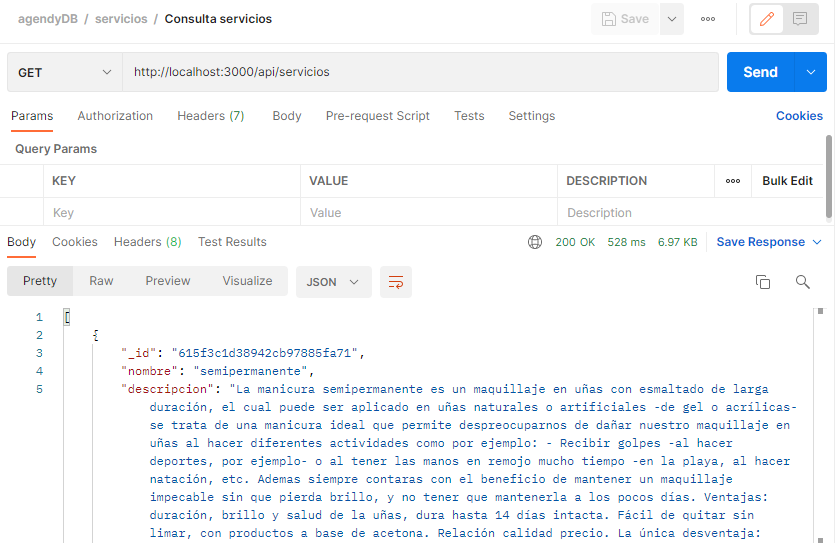 agendyDB / servicios / Consulta servicios
Save
GET
http://localhost:3000/api/servicios
Send
Params Authorization Headers (7) Body Pre-request Script Tests Settings Cookies
Query Params
KEY VALUE DESCRIPTION Bulk Edit
Key Value Description
Body Cookies Headers (8) Test Results 200 OK 528 ms 6.97 KB Save Response
Pretty Raw Preview Visualize JSON
1 [
2 {
3 "_id": "615f3c1d38942cb97885fa71",
4 "nombre": "semipermanente",
5 "descripcion": "La manicura semipermanente es un maquillaje en uñas con esmaltado de larga
duración, el cual puede ser aplicado en uñas naturales o artificiales -de gel o acrílicas-
se trata de una manicura ideal que permite despreocuparnos de dañar nuestro maquillaje en
uñas al hacer diferentes actividades como por ejemplo: - Recibir golpes -al hacer
deportes, por ejemplo- o al tener las manos en remojo mucho tiempo -en la playa, al hacer
natación, etc. Ademas siempre contaras con el beneficio de mantener un maquillaje
impecable sin que pierda brillo, y no tener que mantenerla a los pocos días. Ventajas:
duración, brillo y salud de la uñas, dura hasta 14 días intacta. Fácil de quitar sin
limar, con productos a base de acetona. Relación calidad precio. La única desventaja: